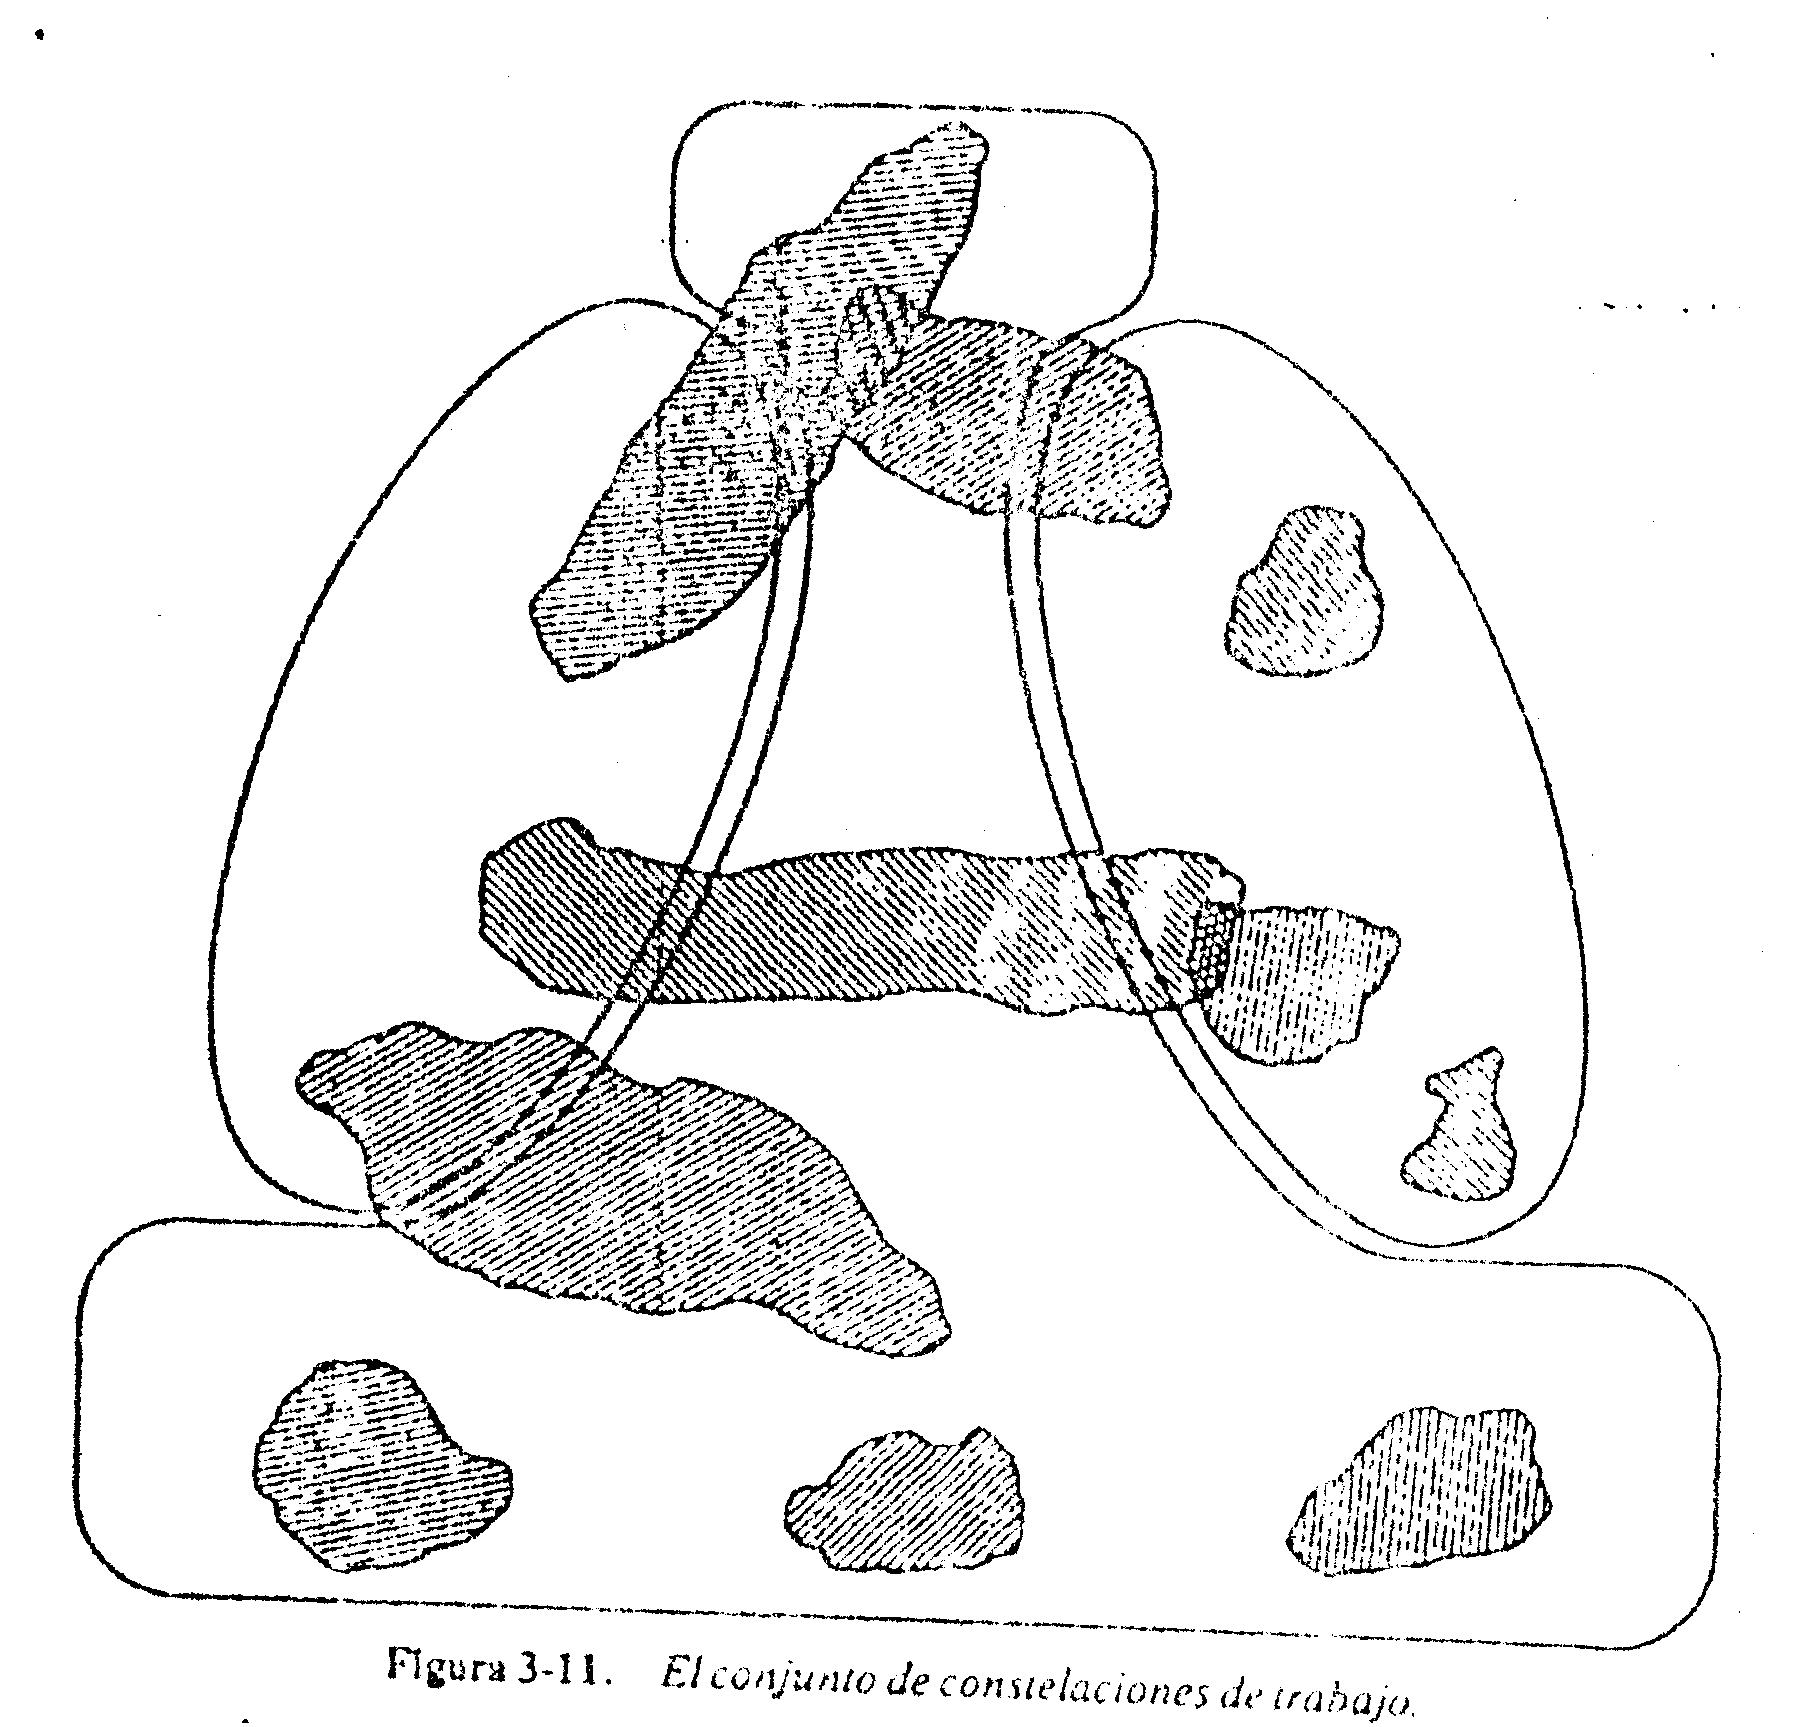 Figura 3-11. El conjunto de constelaciones de trabajo.